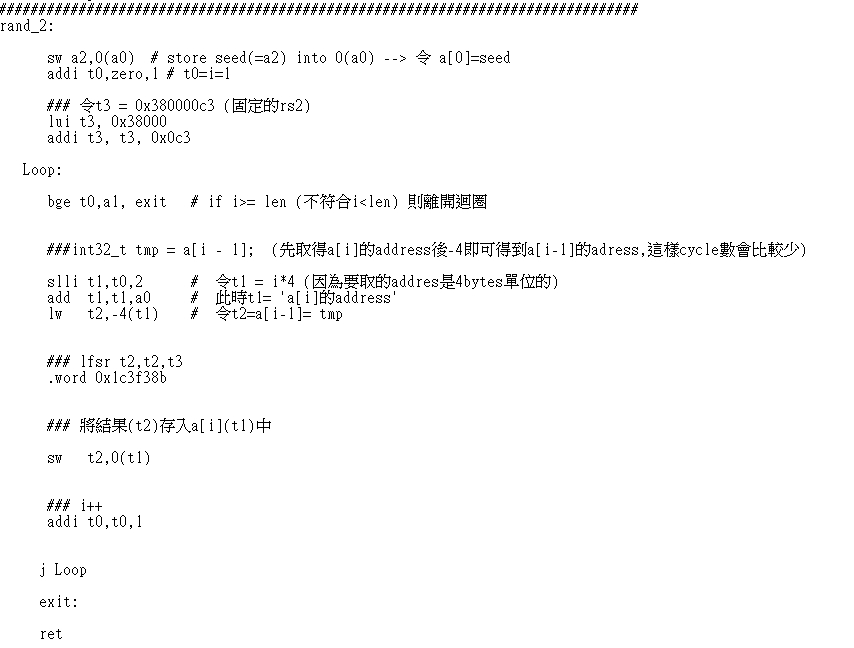 ################################################################################
rand_2:
sw a2,0(a0) # store seed(=a2) into 0(a0) --> 令 a[0]=seed
addi t0,zero,1 # t0=i=1
### 令t3 = 0x380000c3 (固定的rs2)
lui t3, 0x38000
addi t3, t3, 0x0c3
Loop:
bge t0,a1, exit # if i>= len (不符合i<len) 則離開迴圈
###int32_t tmp = a[i - 1]; (先取得a[i]的address後-4即可得到a[i-1]的adress,這樣cycle數會比較少)
slli t1,t0,2 # 令t1 = i*4 (因為要取的addres是4bytes單位的)
add t1,t1,a0 # 此時t1= 'a[i]的address'
lw t2,-4(t1) # 令t2=a[i-1]= tmp
### lfsr t2,t2,t3
.word 0x1c3f38b
### 將結果(t2)存入a[i](t1)中
sw t2,0(t1)
### i++
addi t0,t0,1
j Loop
exit:
ret